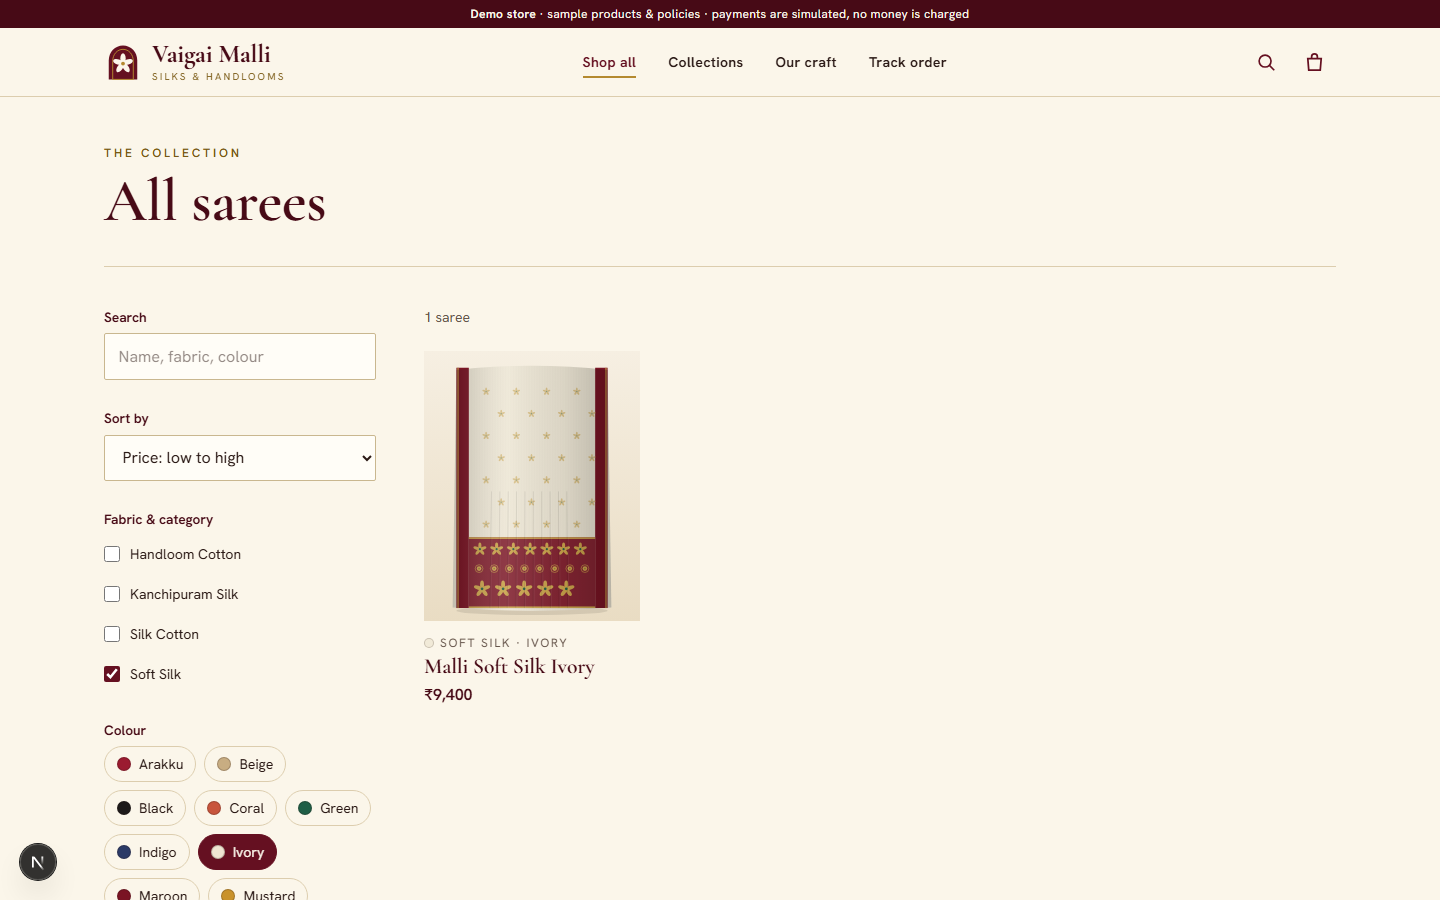 Demo store · sample products & policies · payments are simulated, no money is charged
Vaigai Malli
SILKS & HANDLOOMS
Shop all
Collections
Our craft
Track order
THE COLLECTION
All sarees
Search
Name, fabric, colour
Sort by
Price: low to high
Fabric & category
Handloom Cotton
Kanchipuram Silk
Silk Cotton
Soft Silk
Colour
Arakku
Beige
Black
Coral
Green
Indigo
Ivory
Maroon
Mustard
1 saree
SOFT SILK · IVORY
Malli Soft Silk Ivory
₹9,400
N